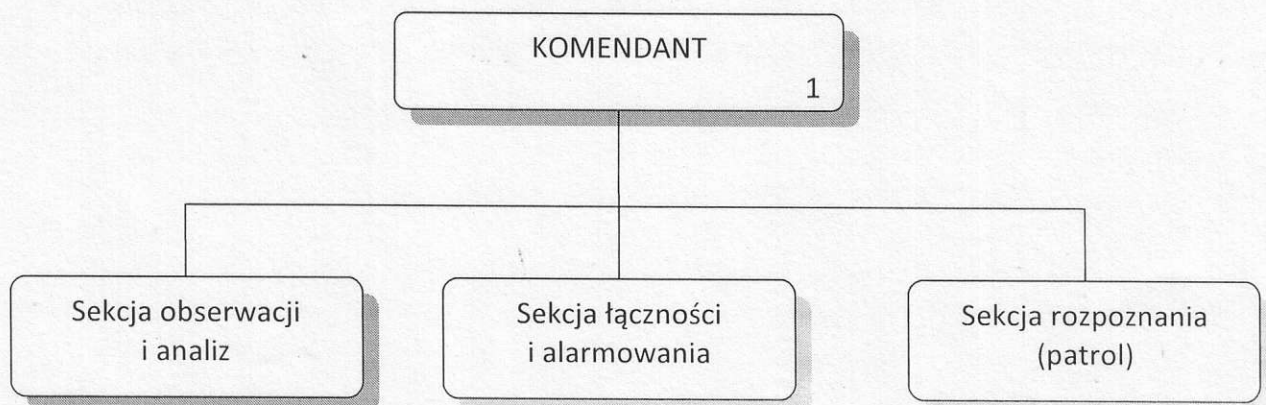 KOMENDANT
1
Sekcja obserwacji
i analiz
Sekcja łączności
i alarmowania
Sekcja rozpoznania
(patrol)